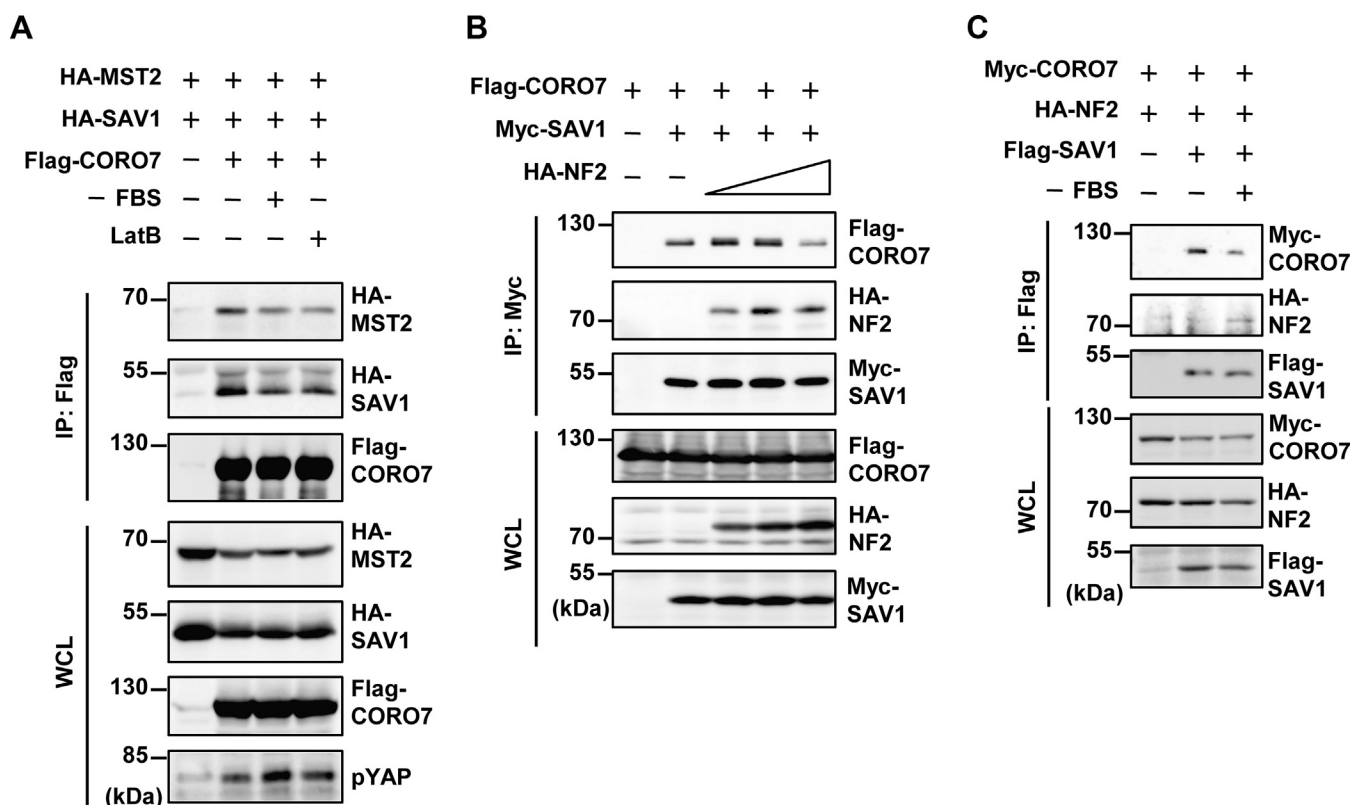 A
HA-MST2 + + + +
HA-SAV1 + + + +
Flag-CORO7 – + + +
– FBS – – + –
LatB – – – +
IP: Flag
70
HA-
MST2
55
HA-
SAV1
130
Flag-
CORO7
WCL
70
HA-
MST2
55
HA-
SAV1
130
Flag-
CORO7
85
pYAP
(kDa)
B
Flag-CORO7 + + + + +
Myc-SAV1 – + + + +
HA-NF2 – –
IP: Myc
130
Flag-
CORO7
70
HA-
NF2
55
Myc-
SAV1
WCL
130
Flag-
CORO7
70
HA-
NF2
55
Myc-
SAV1
(kDa)
C
Myc-CORO7 + + +
HA-NF2 + + +
Flag-SAV1 – + +
– FBS – – +
IP: Flag
130
Myc-
CORO7
70
HA-
NF2
55
Flag-
SAV1
WCL
130
Myc-
CORO7
70
HA-
NF2
55
Flag-
SAV1
(kDa)